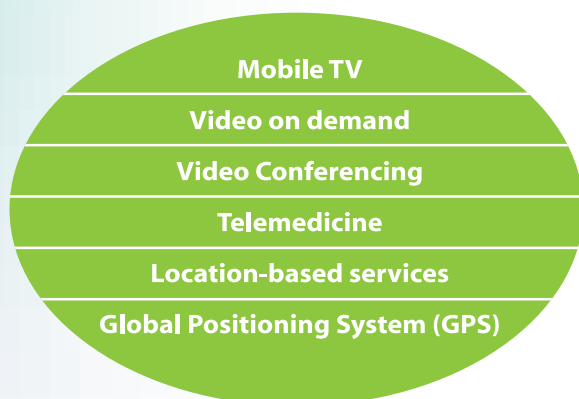 Mobile TV
Video on demand
Video Conferencing
Telemedicine
Location-based services
Global Positioning System (GPS)